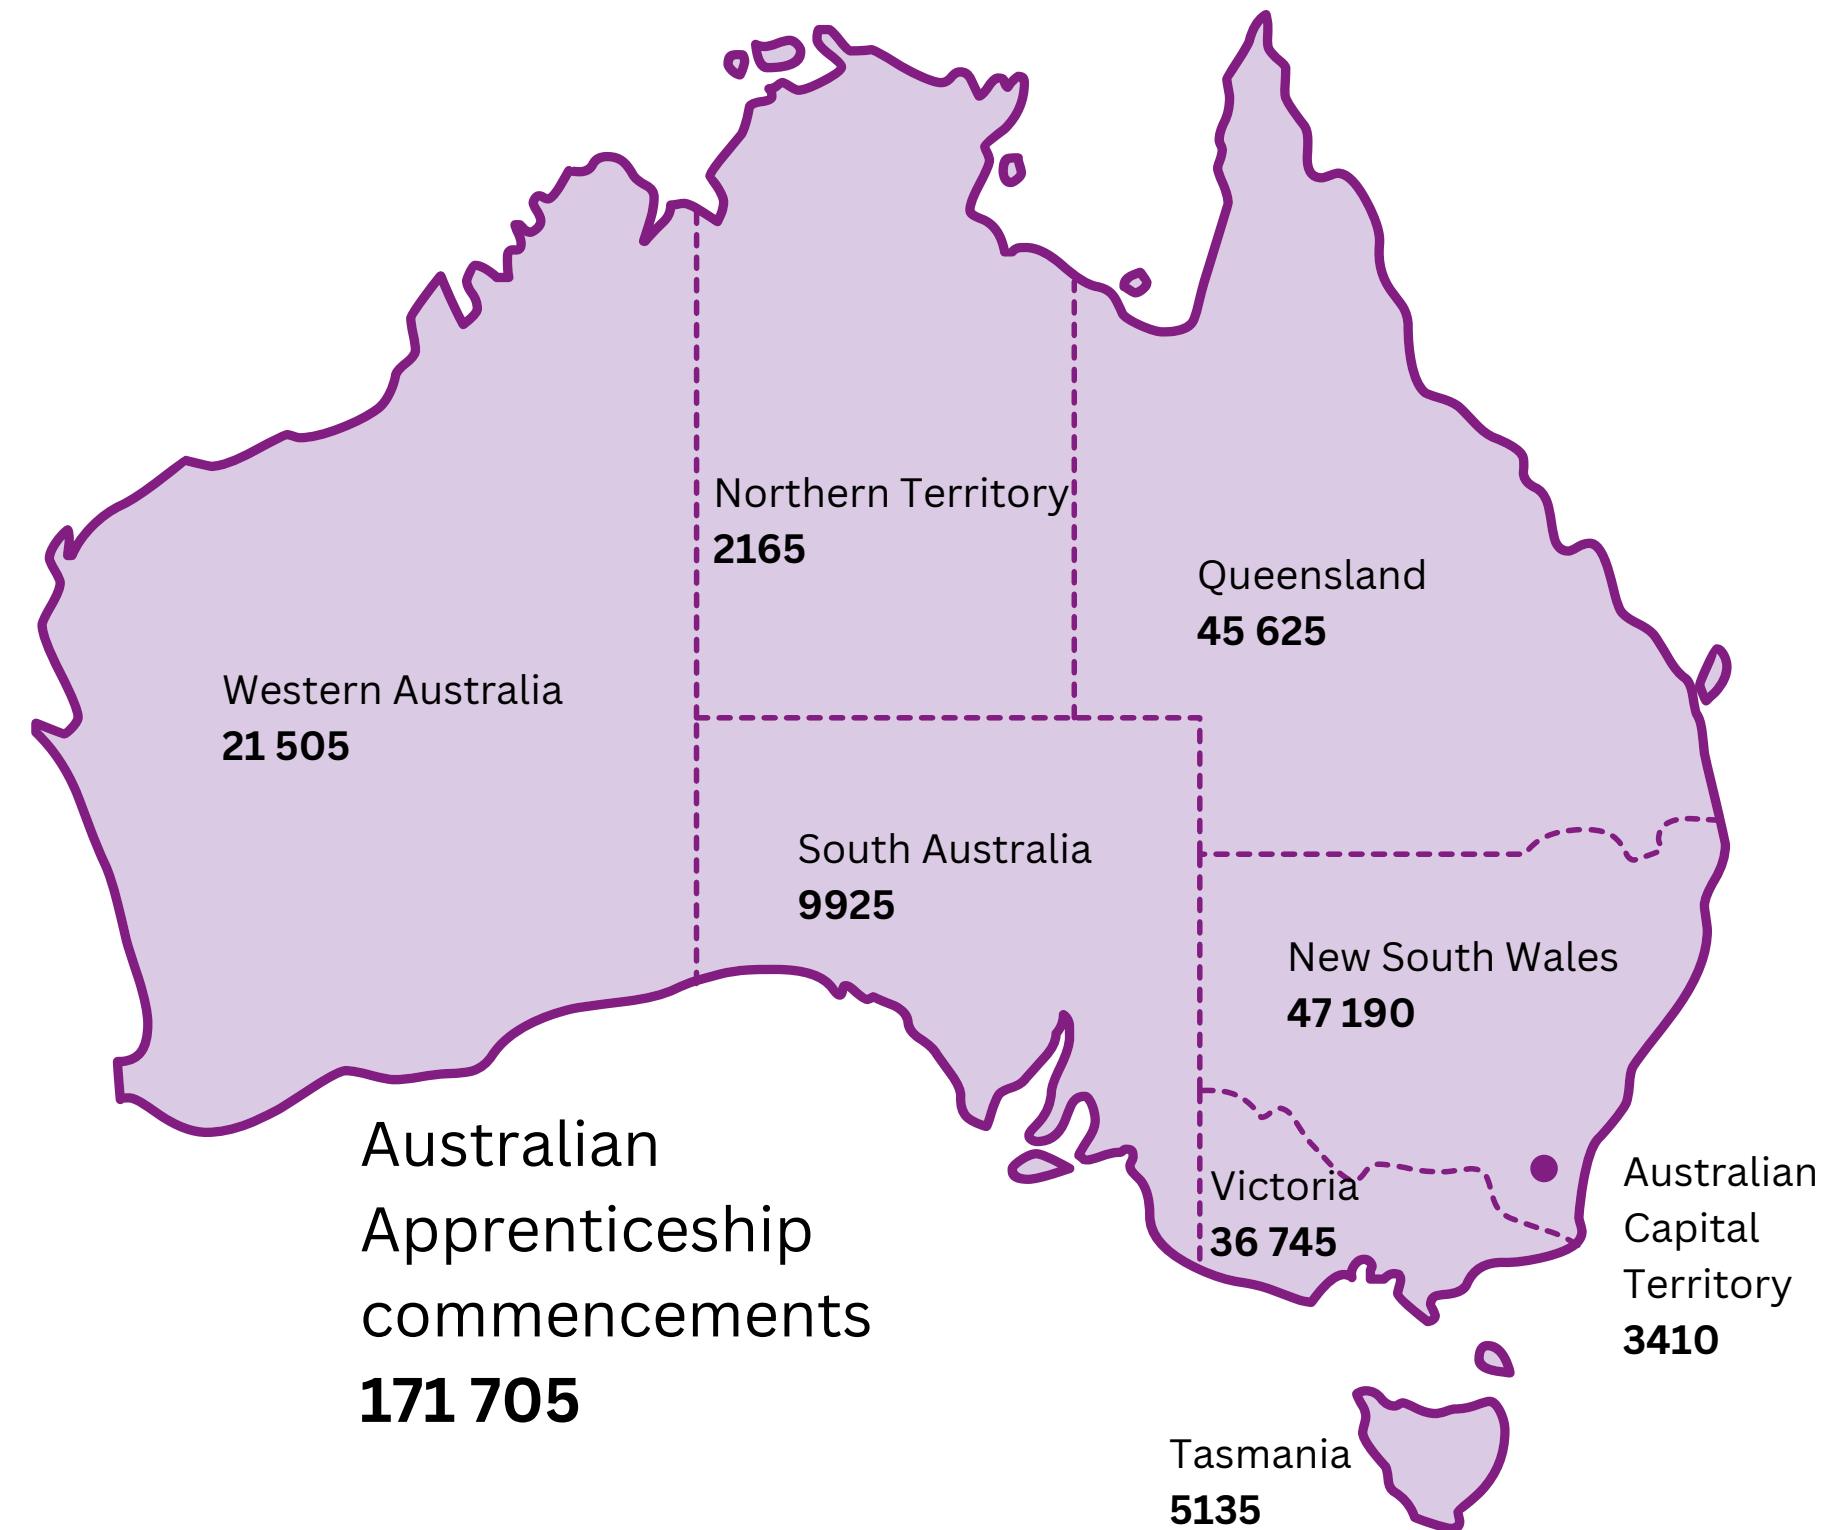 Northern Territory
2165
Queensland
45 625
Western Australia
21 505
South Australia
9925
New South Wales
47 190
Victoria
36 745
Australian
Capital
Territory
3410
Australian
Apprenticeship
commencements
171 705
Tasmania
5135